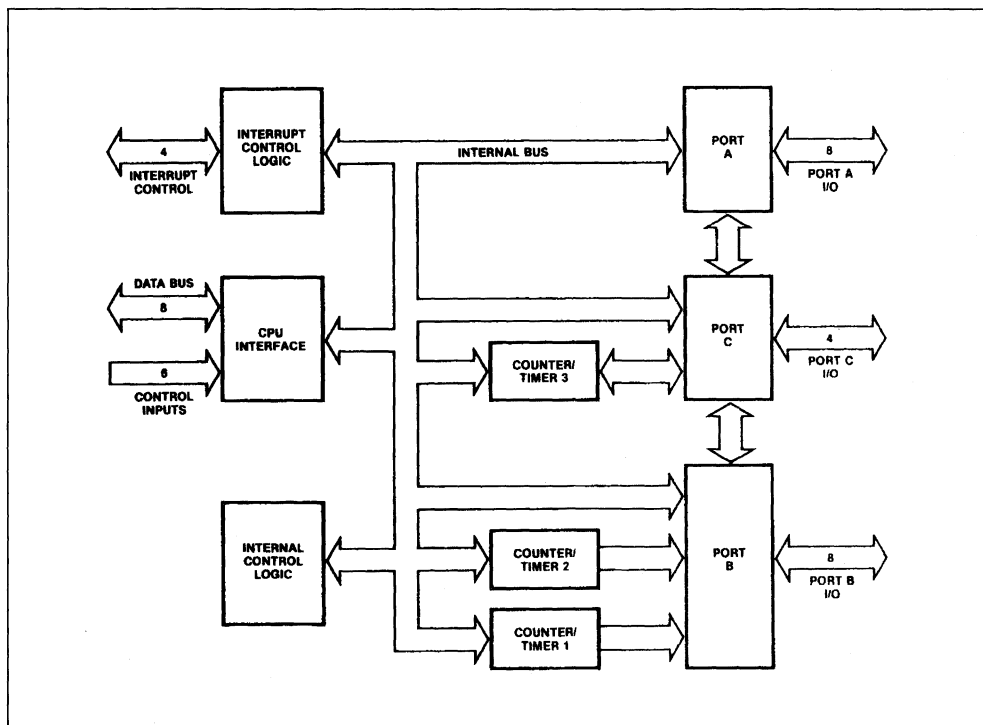 INTERRUPT
CONTROL
LOGIC
4
INTERRUPT
CONTROL
INTERNAL BUS
PORT
A
8
PORT A
I/O
DATA BUS
8
CPU
INTERFACE
6
CONTROL
INPUTS
PORT
C
4
PORT C
I/O
COUNTER/
TIMER 3
INTERNAL
CONTROL
LOGIC
COUNTER/
TIMER 2
PORT
B
8
PORT B
I/O
COUNTER/
TIMER 1